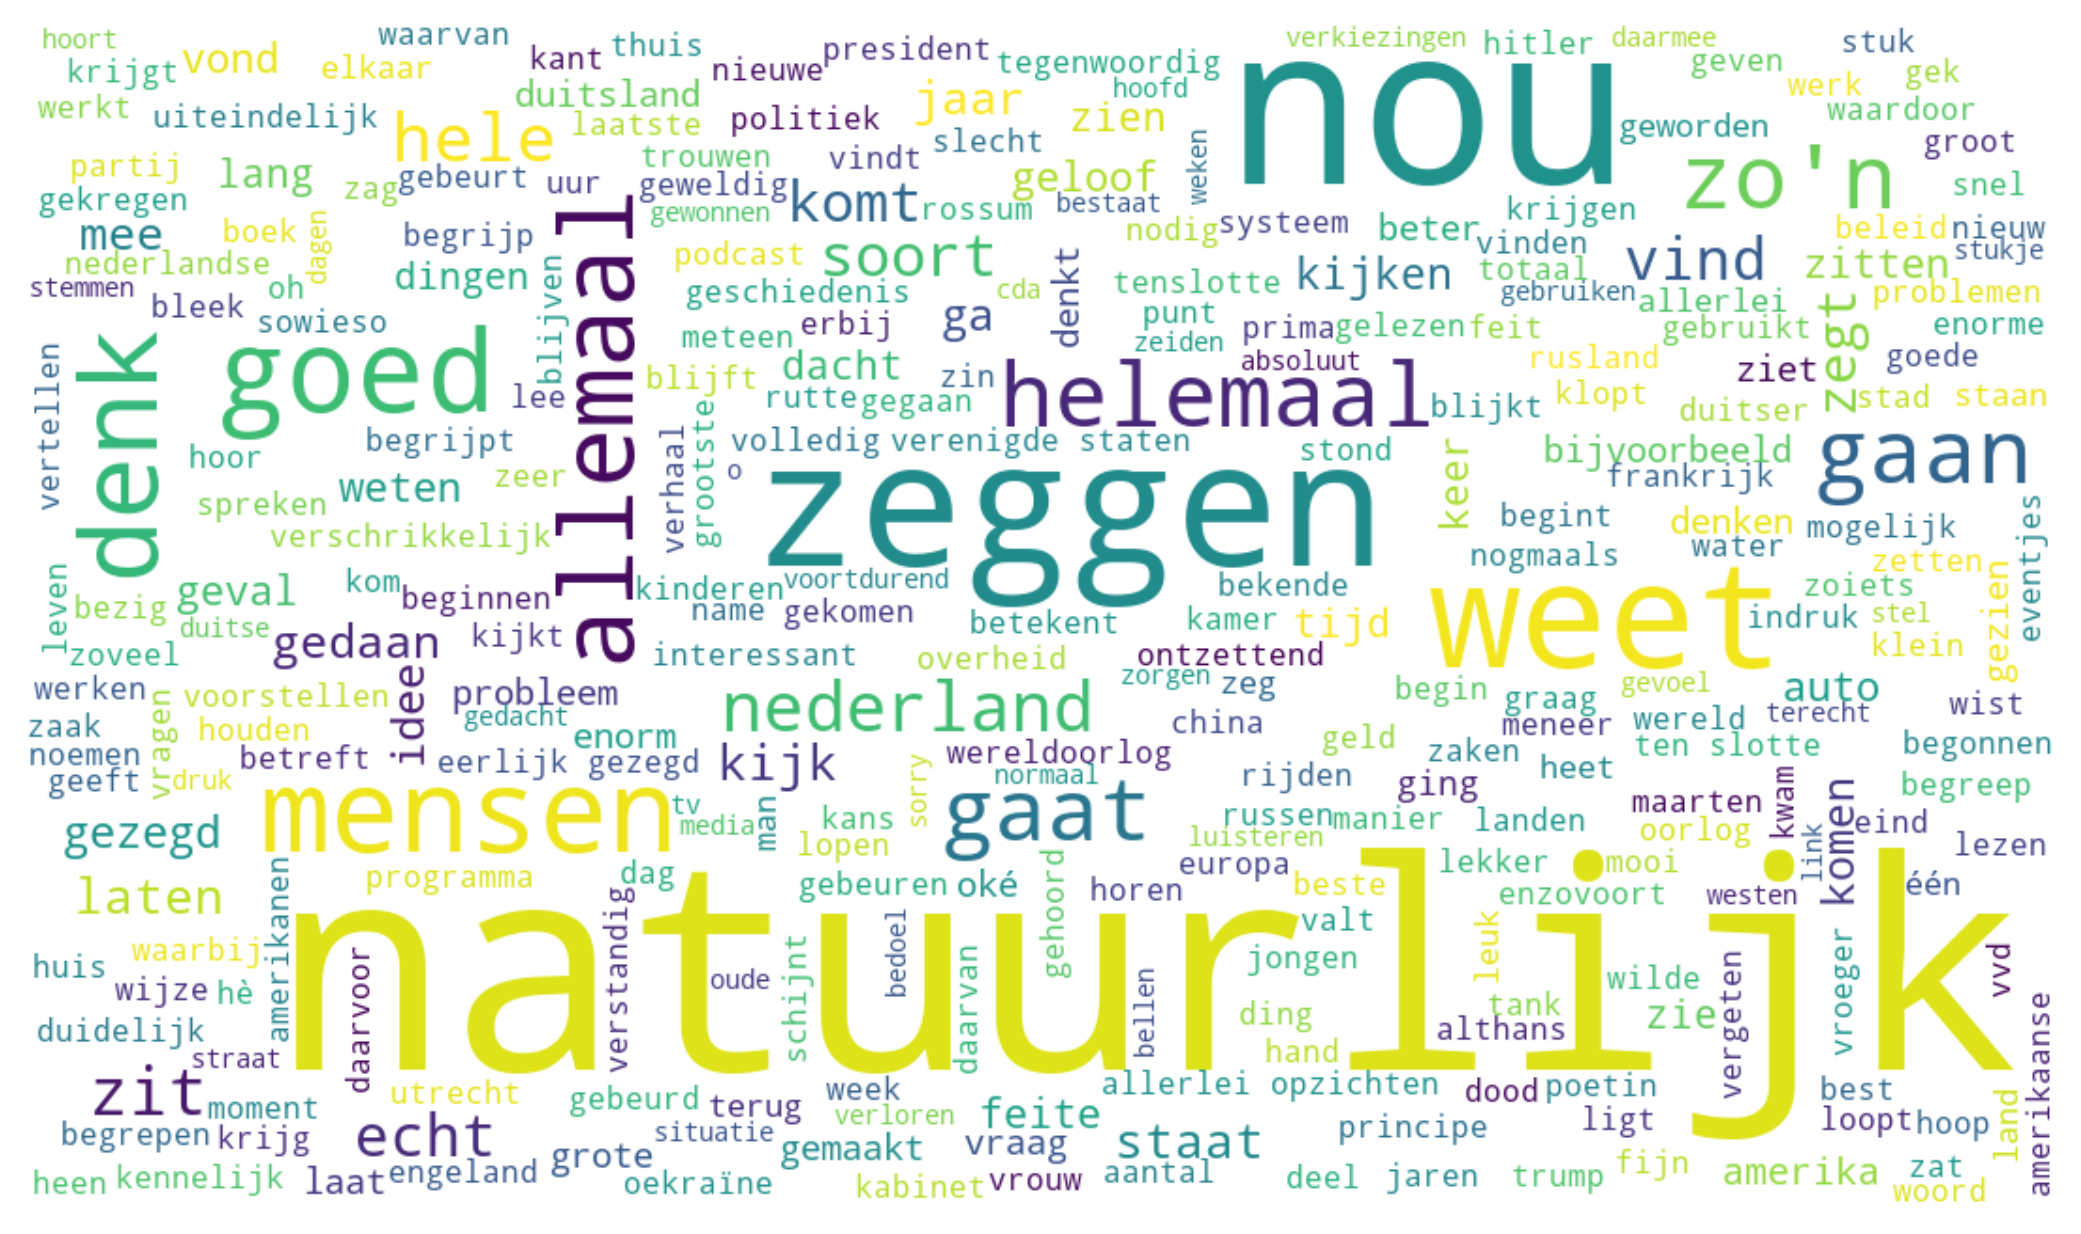 hoort
krijgt
vond
elkaar
waarvan
kant
thuis
nieuwe
president
tegenwoordig
hoofd
verkiezingen
hitler
daarmee
geven
stuk
werk
gek
werkt
uiteindelijk
hele
duitsland
laatste
politiek
jaar
zien
nou
geworden
waardoor
groot
partij
lang
zag
gebeurt
uur
trouwen
geweldig
vindt
slecht
geloof
weken
zo'n
snel
gekregen
mee
boek
dagen
begrijp
allemaal
gewonnen
komt
rossum
bestaat
nodig
systeem
krijgen
beter
vinden
vind
beleid
nieuw
stukje
nederlandse
stemmen
bleek
oh
sowieso
dingen
blijven
podcast
soort
geschiedenis
cda
denkt
tenslotte
kijken
totaal
gebruiken
allerlei
zitten
problemen
meteen
erbij
ga
punt
zeiden
prima
gelezen
feit
gebruikt
zegt
enorme
vertellen
denk
goed
lee
blijft
dacht
zin
helemaal
absoluut
rusland
ziet
goede
rutte
gegaan
klopt
blijkt
duitser
stad
staan
hoor
begrijpt
verhaal
grootste
volledig
verenigde staten
stond
keer
bijvoorbeeld
frankrijk
gaan
spreken
weten
zeer
o
zeggen
begint
denken
mogelijk
eventjes
verschrikkelijk
nogmaals
water
zetten
leven
bezig
geval
duitse
kom
beginnen
kinderen
voortdurend
name
gekomen
bekende
betekent
kamer
tijd
weet
zoiets
indruk
stel
klein
gezien
zoveel
gedaan
kijkt
interessant
overheid
ontzettend
zorgen
zeg
werken
voorstellen
idee
probleem
gedacht
nederland
begin
graag
gevoel
auto
wist
zaak
vragen
houden
enorm
china
meneer
wereld
terecht
noemen
betreft
eerlijk
gezegd
kijk
wereldoorlog
geld
zaken
ten slotte
begonnen
geeft
druk
normaal
rijden
heet
begreep
gezegd
mensen
tv
media
man
kans
sorry
gaat
ging
russen
manier
landen
maarten
kwam
komen
eind
lopen
luisteren
oorlog
link
lezen
laten
amerikanen
programma
dag
gebeuren
oké
gehoord
horen
europa
beste
lekker
mooi
enzovoort
westen
één
waarbij
natuurlijk
verstandig
valt
leuk
huis
wijze
hè
daarvoor
oude
schijnt
bedoel
daarvan
bellen
jongen
wilde
vergeten
vroeger
vvd
duidelijk
straat
ding
tank
zie
althans
hand
amerikaanse
zit
moment
utrecht
gebeurd
terug
week
verloren
allerlei opzichten
dood
poetin
best
land
begrepen
krijg
echt
situatie
feite
principe
ligt
loopt
hoop
grote
gemaakt
vraag
staat
heen
kennelijk
laat
engeland
oekraïne
kabinet
vrouw
aantal
deel
jaren
trump
fijn
amerika
zat
woord